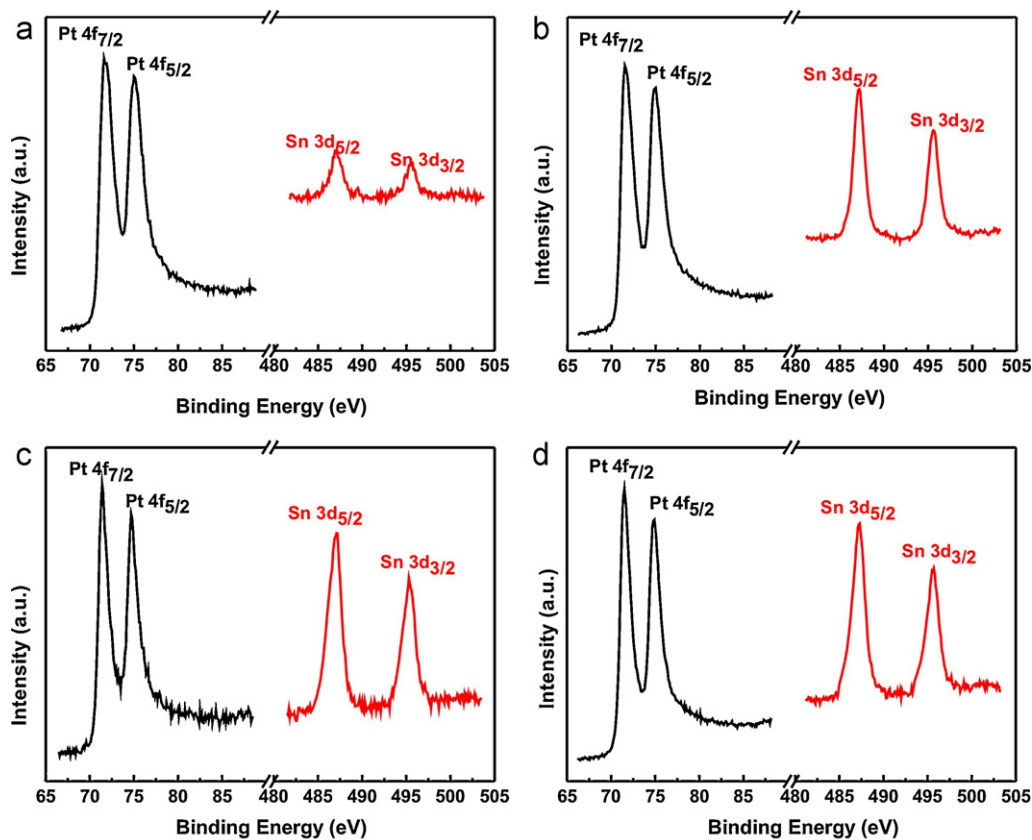 a
Pt 4f7/2
Pt 4f5/2
Sn 3d5/2
Sn 3d3/2
Intensity (a.u.)
65 70 75 80 85 480 485 490 495 500 505
Binding Energy (eV)
b
Pt 4f7/2
Pt 4f5/2
Sn 3d5/2
Sn 3d3/2
Intensity (a.u.)
65 70 75 80 85 480 485 490 495 500 505
Binding Energy (eV)
c
Pt 4f7/2
Pt 4f5/2
Sn 3d5/2
Sn 3d3/2
Intensity (a.u.)
65 70 75 80 85 480 485 490 495 500 505
Binding Energy (eV)
d
Pt 4f7/2
Pt 4f5/2
Sn 3d5/2
Sn 3d3/2
Intensity (a.u.)
65 70 75 80 85 480 485 490 495 500 505
Binding Energy (eV)